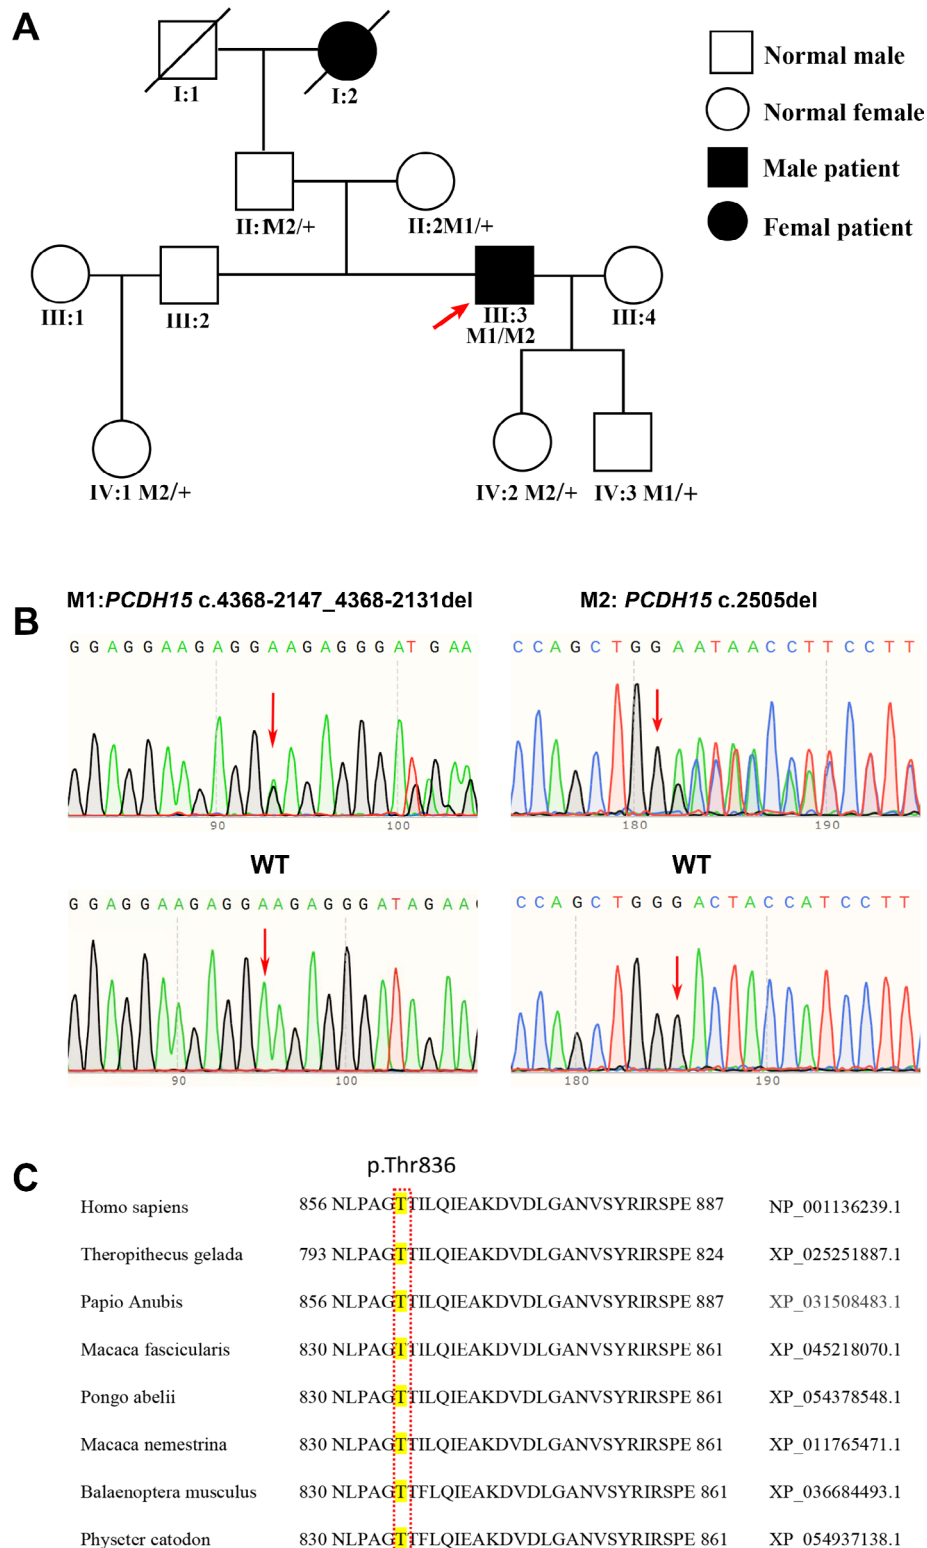 A
I:1
I:2
Normal male
Normal female
Male patient
Femal patient
II:1M2/+
II:2M1/+
III:1
III:2
III:3
M1/M2
III:4
IV:1 M2/+
IV:2 M2/+
IV:3 M1/+
B
M1:PCDH15 c.4368-2147_4368-2131del
M2: PCDH15 c.2505del
G G A G G A A G A G G A A G A G G G A T G A A
C C A G C T G G A A T A A C C T T C C T T
90 100
180 190
WT
WT
G G A G G A A G A G G A A G A G G G A T A G A A
C C A G C T G G G A C T A C C A T C C T T
90 100
180 190
C
p.Thr836
Homo sapiens 856 NLPAGTTILQIEAKDVDLGANVSYRIRSPE 887 NP_001136239.1
Theropithecus gelada 793 NLPAGTTILQIEAKDVDLGANVSYRIRSPE 824 XP_025251887.1
Papio Anubis 856 NLPAGTTILQIEAKDVDLGANVSYRIRSPE 887 XP_031508483.1
Macaca fascicularis 830 NLPAGTTILQIEAKDVDLGANVSYRIRSPE 861 XP_045218070.1
Pongo abelii 830 NLPAGTTILQIEAKDVDLGANVSYRIRSPE 861 XP_054378548.1
Macaca nemestrina 830 NLPAGTTILQIEAKDVDLGANVSYRIRSPE 861 XP_011765471.1
Balaenoptera musculus 830 NLPAGTTFLQIEAKDVDLGANVSYRIRSPE 861 XP_036684493.1
Physeter catodon 830 NLPAGTTFLQIEAKDVDLGANVSYRIRSPE 861 XP_054937138.1